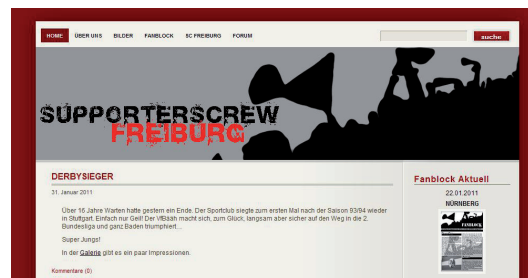 HOME ÜBER UNS BILDER FANBLOCK SC FREIBURG FORUM suche
SUPPORTERSCREW
FREIBURG
DERBYSIEGER
31. Januar 2011
Über 16 Jahre Warten hatte gestern ein Ende. Der Sportclub siegte zum ersten Mal nach der Saison 93/94 wieder
in Stuttgart. Einfach nur Geil! Der VfBääh macht sich, zum Glück, langsam aber sicher auf den Weg in die 2.
Bundesliga und ganz Baden triumphiert...
Super Jungs!
In der Galerie gibt es ein paar Impressionen.
Kommentare (0)
Fanblock Aktuell
22.01.2011
NÜRNBERG
FANBLOCK